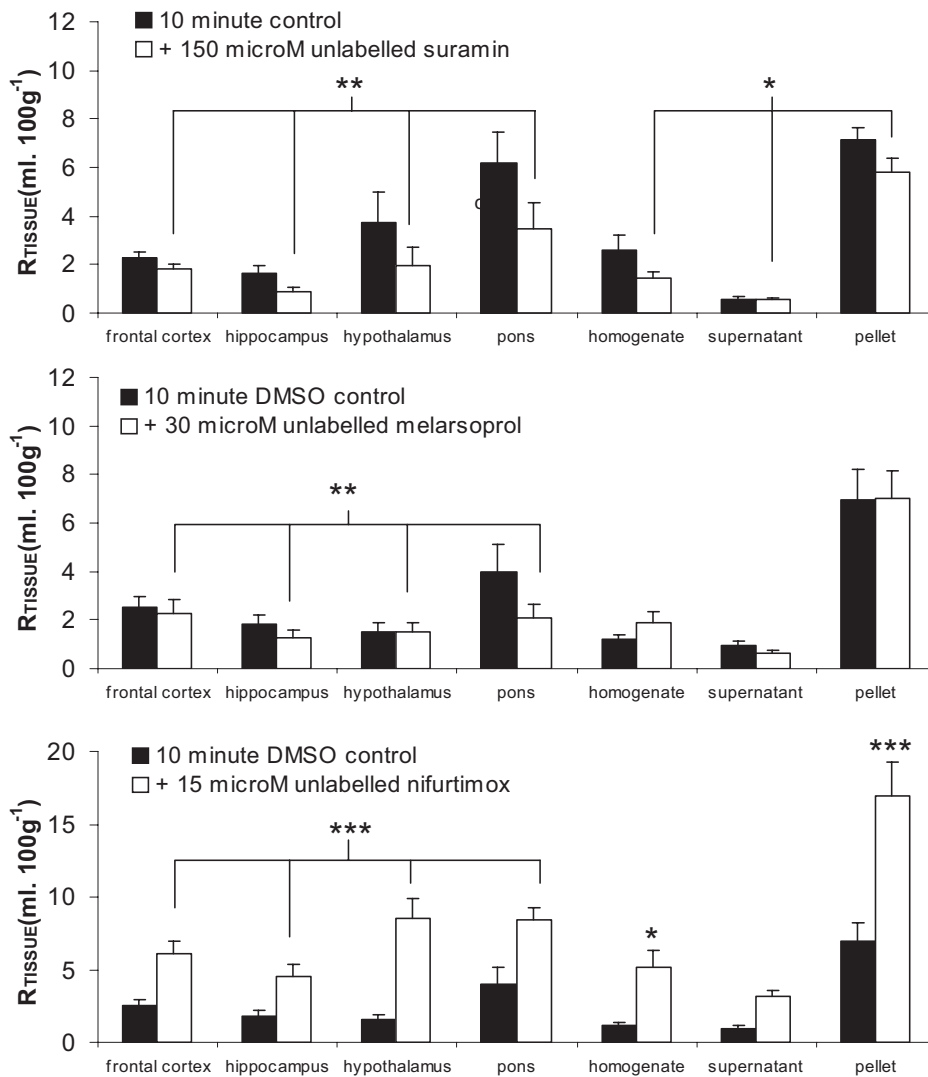 12
10
8
6
4
2
0
RTISSUE(ml. 100g-1)
10 minute control
+ 150 microM unlabelled suramin
**
*
frontal cortex hippocampus hypothalamus pons homogenate supernatant pellet
12
10
8
6
4
2
0
RTISSUE(ml. 100g-1)
10 minute DMSO control
+ 30 microM unlabelled melarsoprol
**
frontal cortex hippocampus hypothalamus pons homogenate supernatant pellet
20
15
10
5
0
RTISSUE(ml. 100g-1)
10 minute DMSO control
+ 15 microM unlabelled nifurtimox
***
***
*
frontal cortex hippocampus hypothalamus pons homogenate supernatant pellet